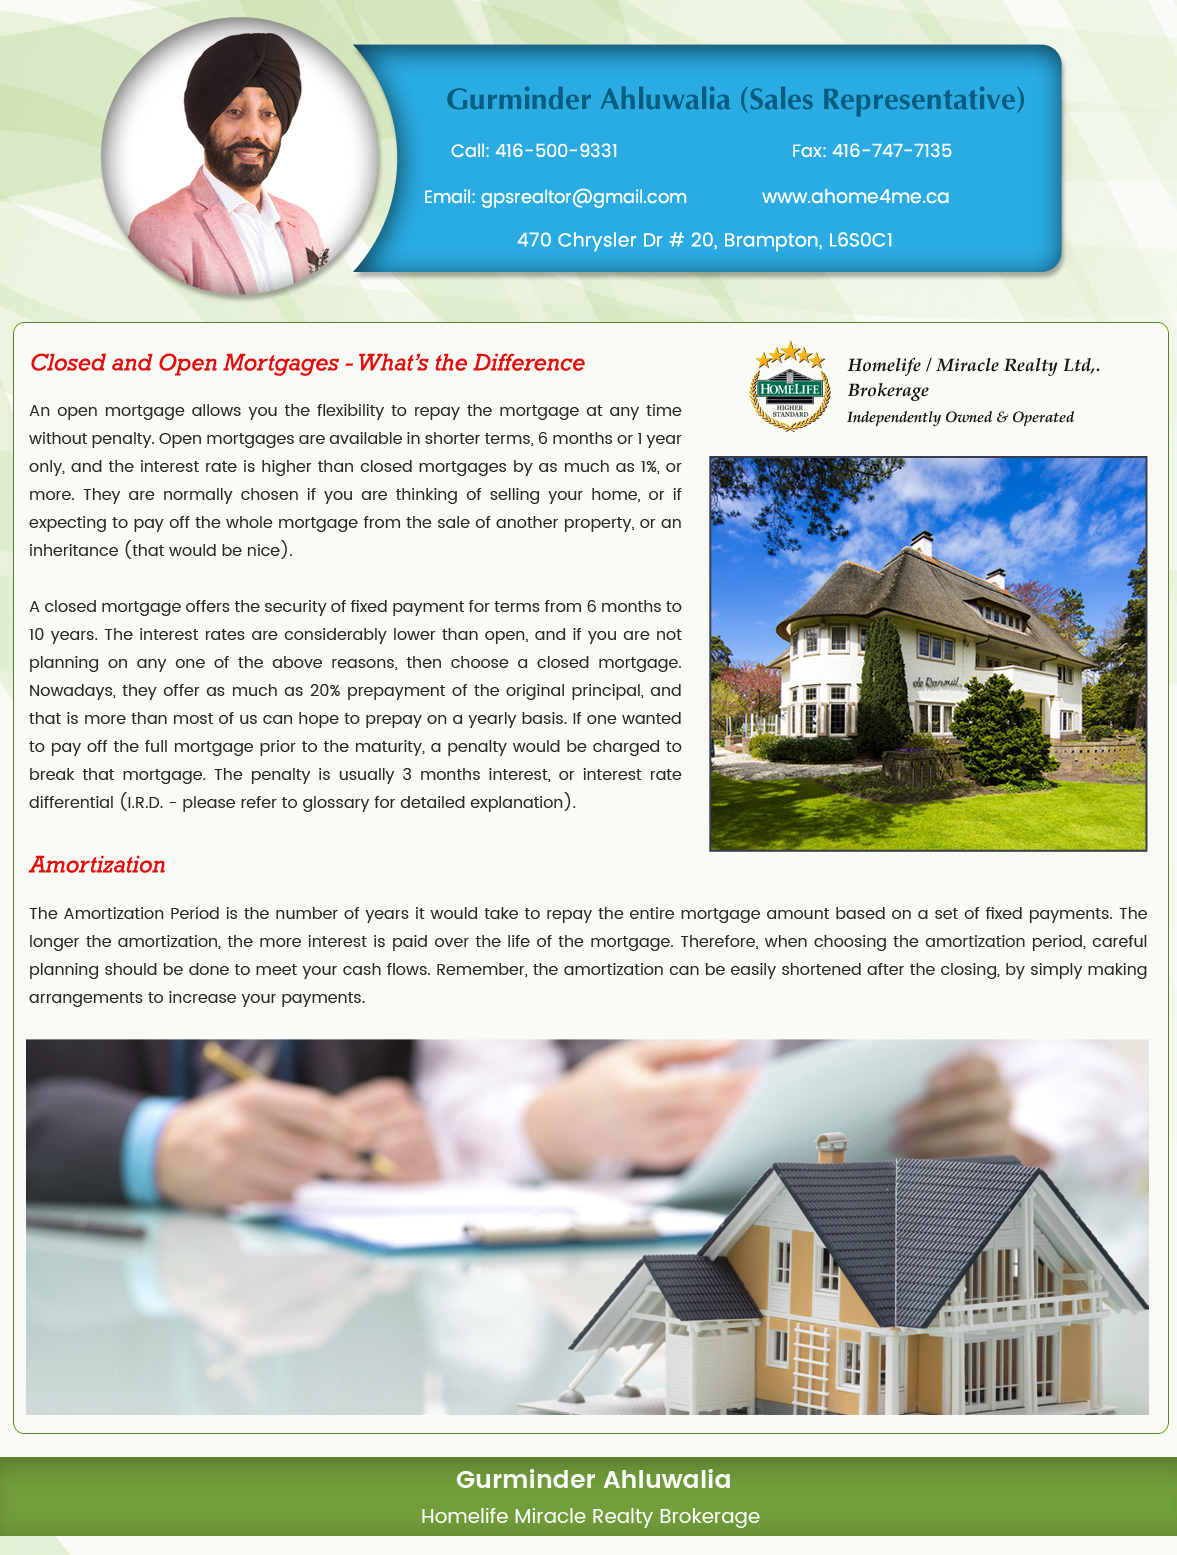 Gurminder Ahluwalia (Sales Representative)
Call: 416-500-9331
Fax: 416-747-7135
Email: gpsrealtor@gmail.com
www.ahome4me.ca
470 Chrysler Dr # 20, Brampton, L6S0C1
Closed and Open Mortgages - What's the Difference
An open mortgage allows you the flexibility to repay the mortgage at any time
without penalty. Open mortgages are available in shorter terms, 6 months or 1 year
only, and the interest rate is higher than closed mortgages by as much as 1%, or
more. They are normally chosen if you are thinking of selling your home, or if
expecting to pay off the whole mortgage from the sale of another property, or an
inheritance (that would be nice).
A closed mortgage offers the security of fixed payment for terms from 6 months to
10 years. The interest rates are considerably lower than open, and if you are not
planning on any one of the above reasons, then choose a closed mortgage.
Nowadays, they offer as much as 20% prepayment of the original principal, and
that is more than most of us can hope to prepay on a yearly basis. If one wanted
to pay off the full mortgage prior to the maturity, a penalty would be charged to
break that mortgage. The penalty is usually 3 months interest, or interest rate
differential (I.R.D. - please refer to glossary for detailed explanation).
HOMELIFE
HIGHER
STANDARD
Homelife / Miracle Realty Ltd,.
Brokerage
Independently Owned & Operated
Amortization
The Amortization Period is the number of years it would take to repay the entire mortgage amount based on a set of fixed payments. The
longer the amortization, the more interest is paid over the life of the mortgage. Therefore, when choosing the amortization period, careful
planning should be done to meet your cash flows. Remember, the amortization can be easily shortened after the closing, by simply making
arrangements to increase your payments.
Gurminder Ahluwalia
Homelife Miracle Realty Brokerage